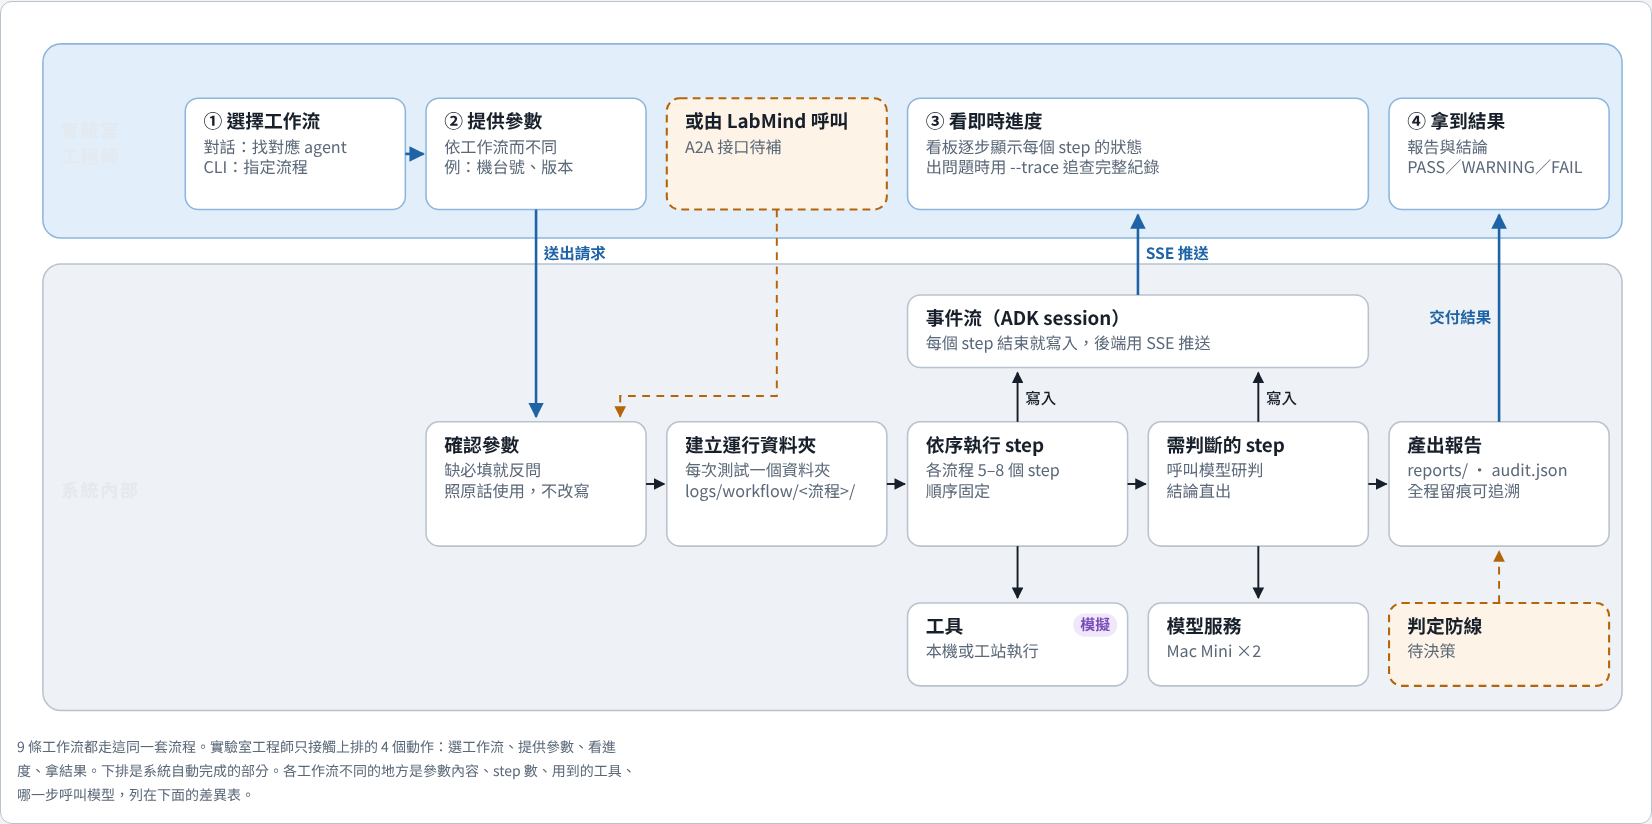 實驗室
工程師
① 選擇工作流
對話：找對應 agent
CLI：指定流程
② 提供參數
依工作流而不同
例：機台號、版本
或由 LabMind 呼叫
A2A 接口待補
③ 看即時進度
看板逐步顯示每個 step 的狀態
出問題時用 --trace 追查完整紀錄
④ 拿到結果
報告與結論
PASS／WARNING／FAIL
送出請求
SSE 推送
交付結果
系統內部
事件流（ADK session）
每個 step 結束就寫入，後端用 SSE 推送
寫入
寫入
確認參數
缺必填就反問
照原話使用，不改寫
建立運行資料夾
每次測試一個資料夾
logs/workflow/<流程>/
依序執行 step
各流程 5–8 個 step
順序固定
需判斷的 step
呼叫模型研判
結論直出
產出報告
reports/ · audit.json
全程留痕可追溯
工具
模擬
本機或工站執行
模型服務
Mac Mini ×2
判定防線
待決策
9 條工作流都走這同一套流程。實驗室工程師只接觸上排的 4 個動作：選工作流、提供參數、看進
度、拿結果。下排是系統自動完成的部分。各工作流不同的地方是參數內容、step 數、用到的工具、
哪一步呼叫模型，列在下面的差異表。